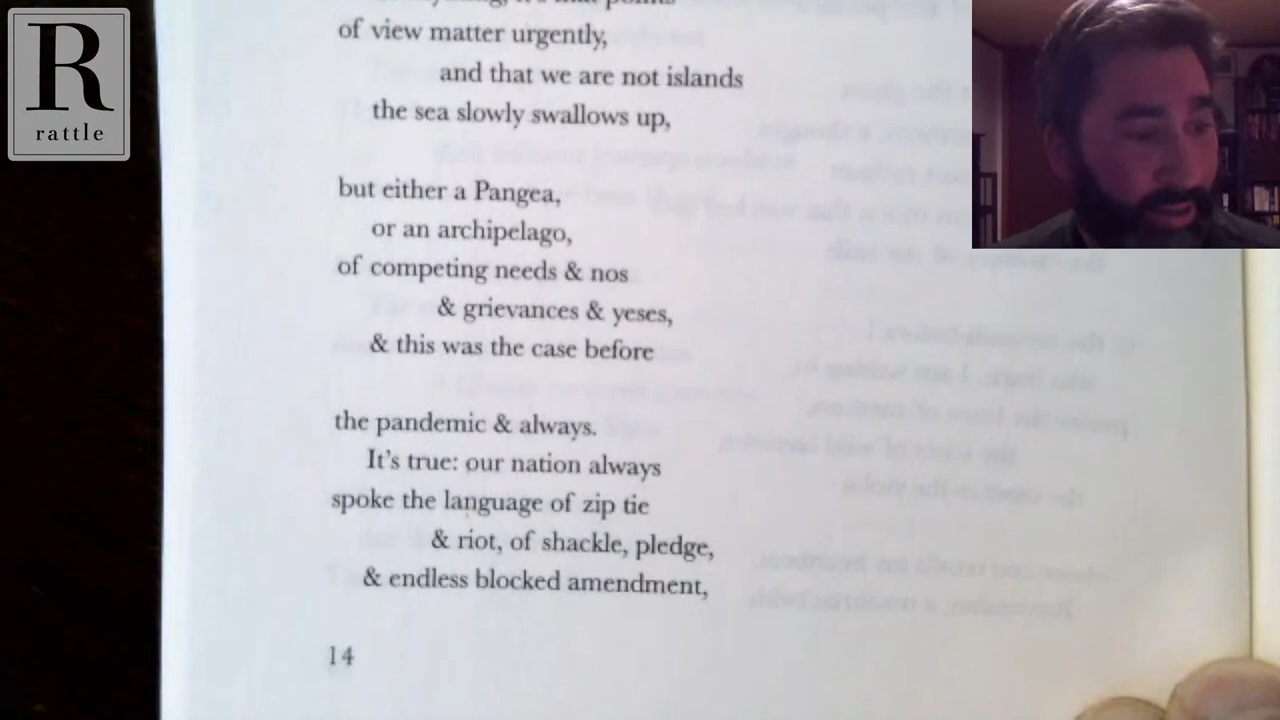 R
rattle
of view matter urgently,
and that we are not islands
the sea slowly swallows up,
but either a Pangea,
or an archipelago,
of competing needs & nos
& grievances & yeses,
& this was the case before
the pandemic & always.
It's true: our nation always
spoke the language of zip tie
& riot, of shackle, pledge,
& endless blocked amendment,
14